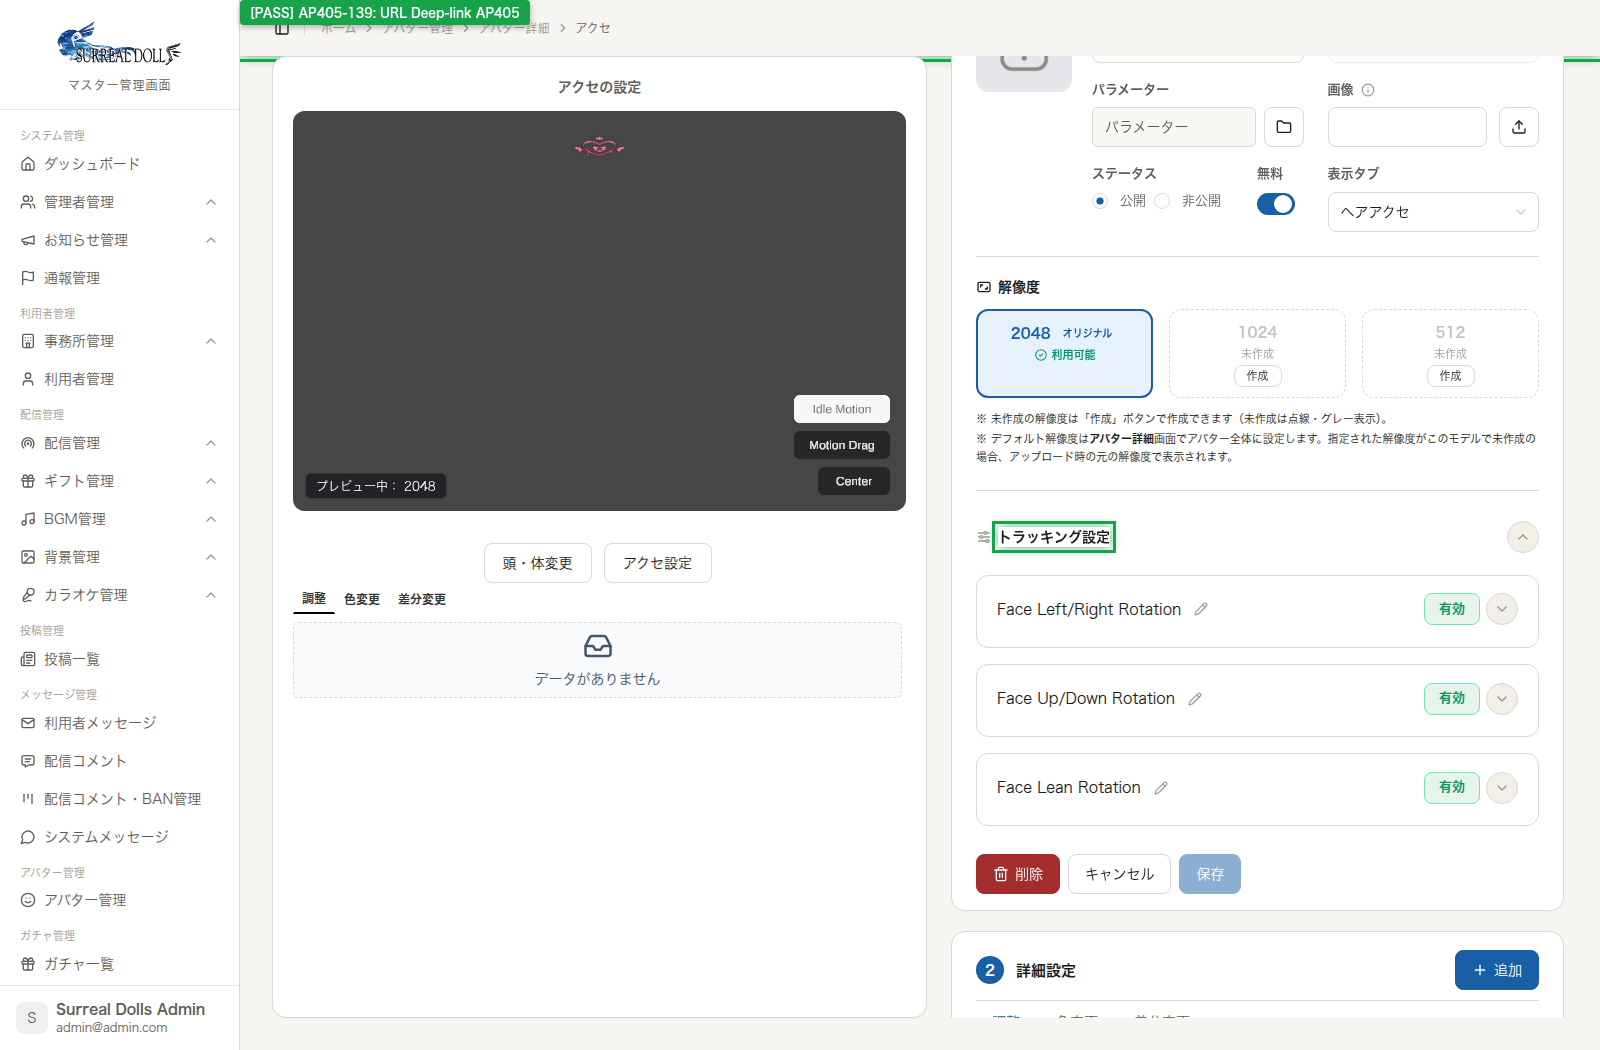 [PASS] AP405-139: URL Deep-link AP405
ホーム > アバター管理 > アバター詳細 > アクセ
SURREAL DOLL
マスター管理画面
システム管理
ダッシュボード
管理者管理
お知らせ管理
通報管理
利用者管理
事務所管理
利用者管理
配信管理
配信管理
ギフト管理
BGM管理
背景管理
カラオケ管理
投稿管理
投稿一覧
メッセージ管理
利用者メッセージ
配信コメント
配信コメント・BAN管理
システムメッセージ
アバター管理
アバター管理
ガチャ管理
ガチャ一覧
S
Surreal Dolls Admin
admin@admin.com
アクセの設定
Idle Motion
Motion Drag
Center
プレビュー中： 2048
頭・体変更
アクセ設定
調整 色変更 差分変更
データがありません
パラメーター
画像
パラメーター
ステータス
無料
表示タブ
公開 非公開
ヘアアクセ
解像度
2048 オリジナル
利用可能
1024
未作成
作成
512
未作成
作成
※ 未作成の解像度は「作成」ボタンで作成できます（未作成は点線・グレー表示）。
※ デフォルト解像度はアバター詳細画面でアバター全体に設定します。指定された解像度がこのモデルで未作成の
場合、アップロード時の元の解像度で表示されます。
トラッキング設定
Face Left/Right Rotation
有効
Face Up/Down Rotation
有効
Face Lean Rotation
有効
削除
キャンセル
保存
2 詳細設定
追加